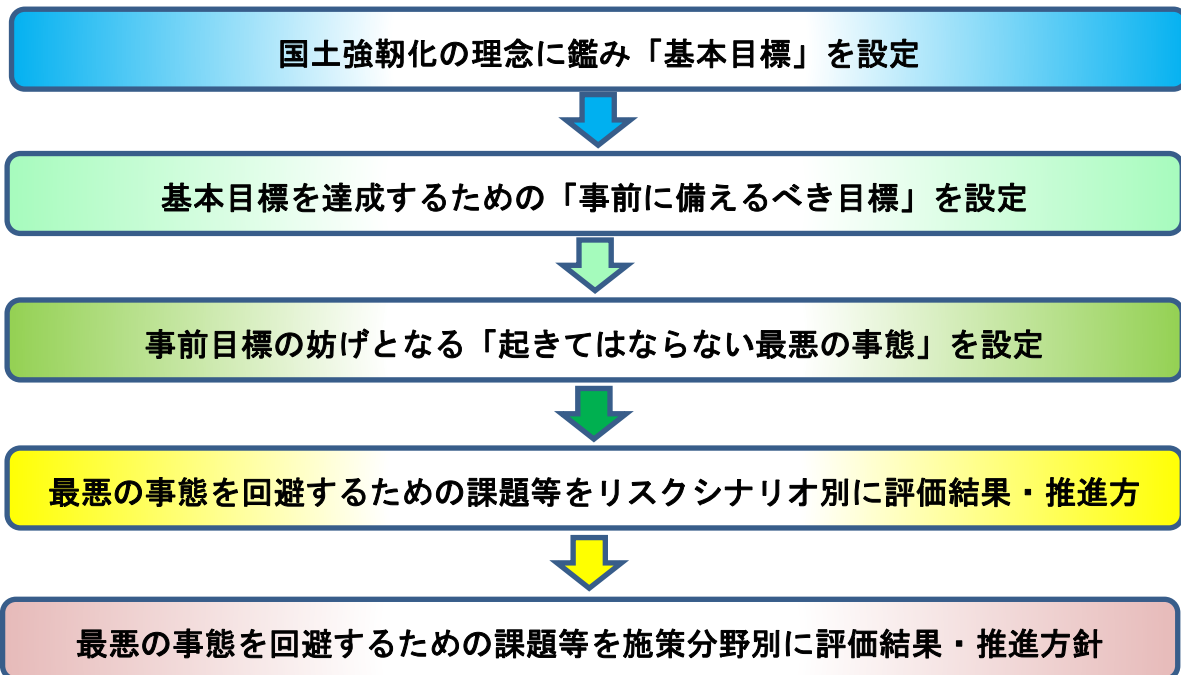 国土強靭化の理念に鑑み「基本目標」を設定
基本目標を達成するための「事前に備えるべき目標」を設定
事前目標の妨げとなる「起きてはならない最悪の事態」を設定
最悪の事態を回避するための課題等をリスクシナリオ別に評価結果・推進方
最悪の事態を回避するための課題等を施策分野別に評価結果・推進方針